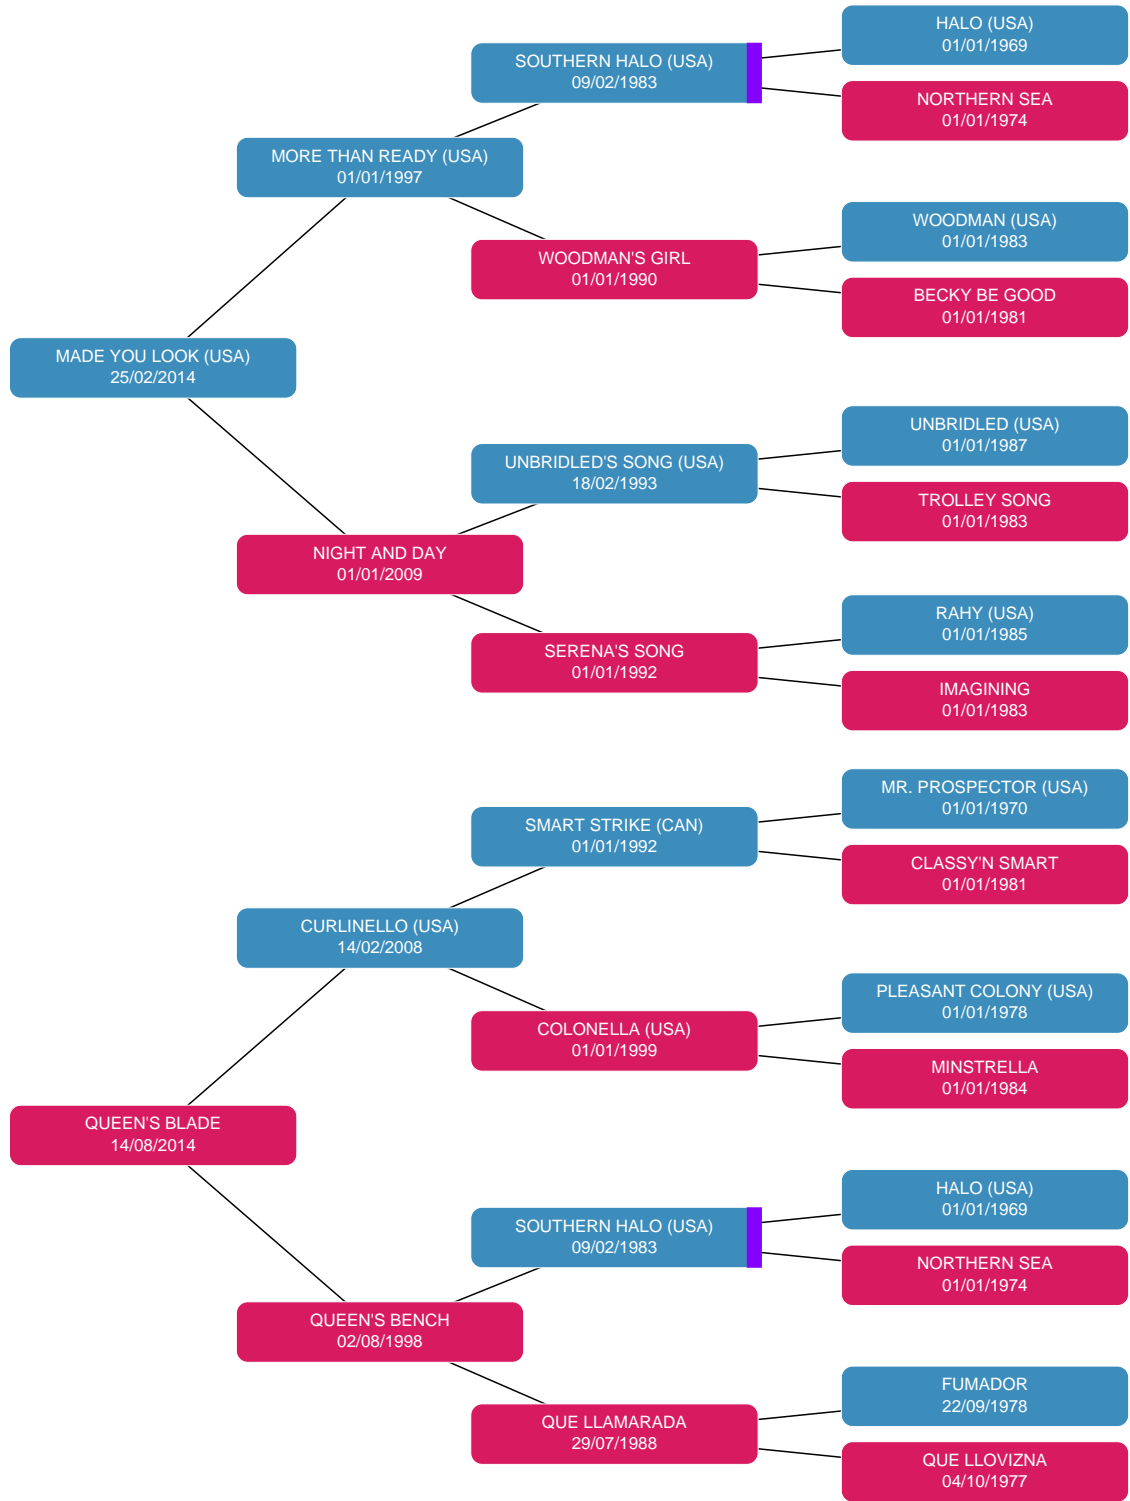 HALO (USA)
01/01/1969
SOUTHERN HALO (USA)
09/02/1983
NORTHERN SEA
01/01/1974
MORE THAN READY (USA)
01/01/1997
WOODMAN (USA)
01/01/1983
WOODMAN'S GIRL
01/01/1990
BECKY BE GOOD
01/01/1981
MADE YOU LOOK (USA)
25/02/2014
UNBRIDLED (USA)
01/01/1987
UNBRIDLED'S SONG (USA)
18/02/1993
TROLLEY SONG
01/01/1983
NIGHT AND DAY
01/01/2009
RAHY (USA)
01/01/1985
SERENA'S SONG
01/01/1992
IMAGINING
01/01/1983
MR. PROSPECTOR (USA)
01/01/1970
SMART STRIKE (CAN)
01/01/1992
CLASSY'N SMART
01/01/1981
CURLINELLO (USA)
14/02/2008
PLEASANT COLONY (USA)
01/01/1978
COLONELLA (USA)
01/01/1999
MINSTRELLA
01/01/1984
QUEEN'S BLADE
14/08/2014
HALO (USA)
01/01/1969
SOUTHERN HALO (USA)
09/02/1983
NORTHERN SEA
01/01/1974
QUEEN'S BENCH
02/08/1998
FUMADOR
22/09/1978
QUE LLAMARADA
29/07/1988
QUE LLOVIZNA
04/10/1977